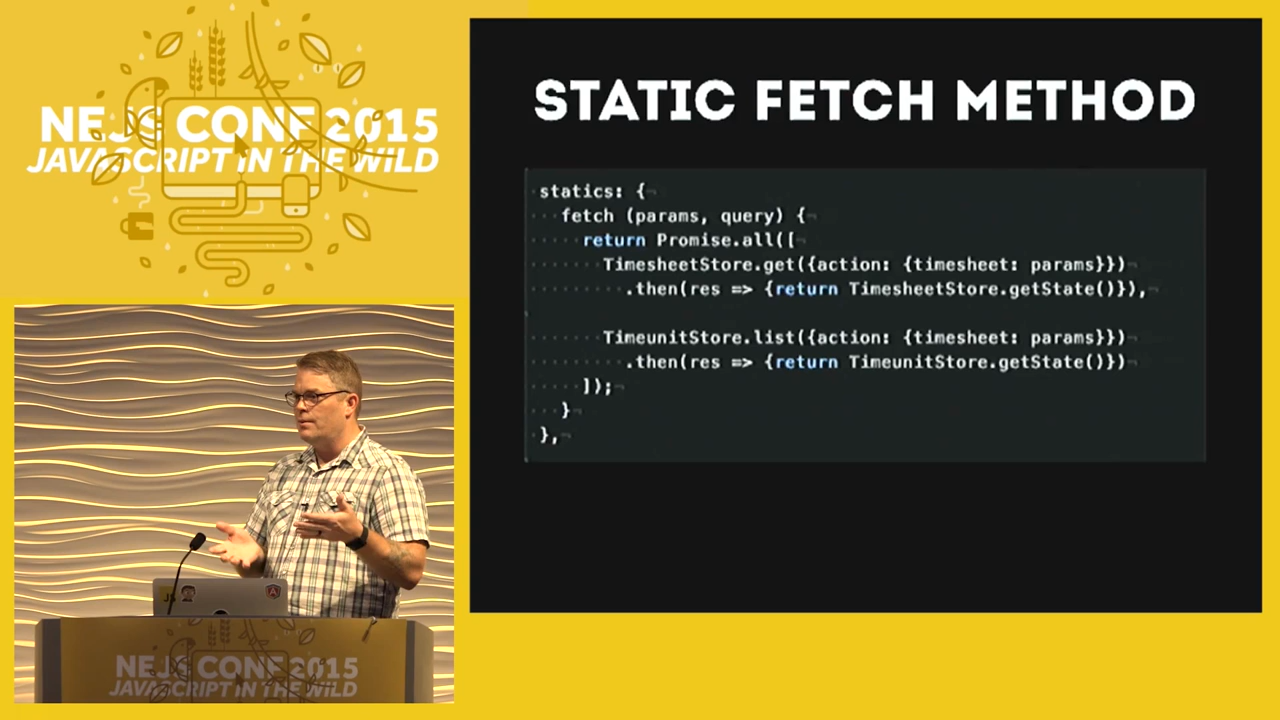 NEJS CONF 2015
JAVASCRIPT IN THE WILD
STATIC FETCH METHOD
statics: {
fetch (params, query) {
return Promise.all([
TimesheetStore.get({action: {timesheet: params}})
.then(res => {return TimesheetStore.getState()}),
TimeunitStore.list({action: {timesheet: params}})
.then(res => {return TimeunitStore.getState()})
]);
}
},
JS
A
NEJS CONF 2015
JAVASCRIPT IN THE WILD